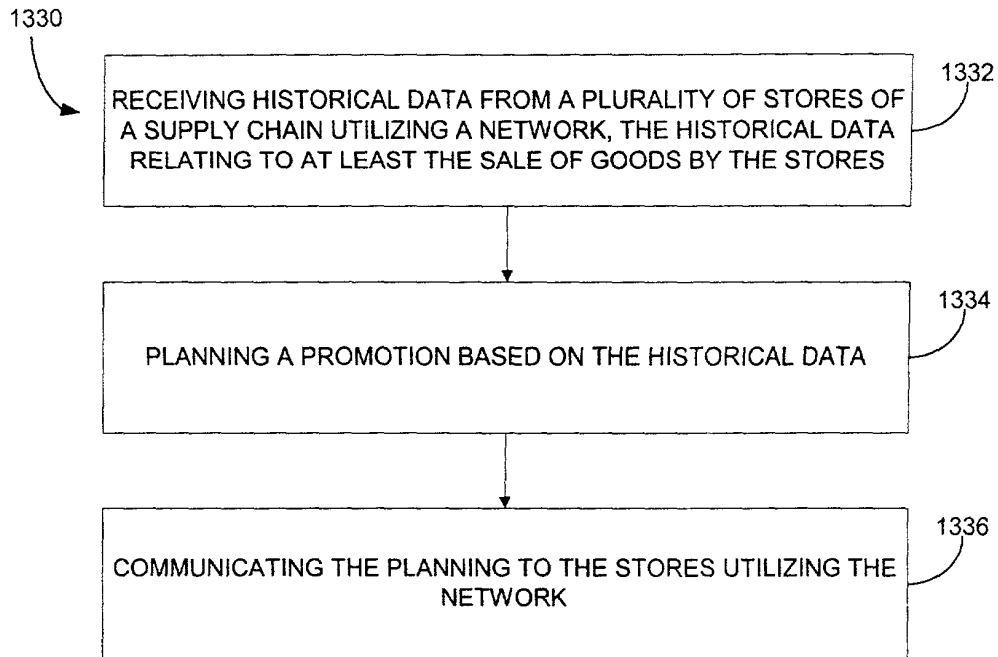 1330
1332
RECEIVING HISTORICAL DATA FROM A PLURALITY OF STORES OF
A SUPPLY CHAIN UTILIZING A NETWORK, THE HISTORICAL DATA
RELATING TO AT LEAST THE SALE OF GOODS BY THE STORES
1334
PLANNING A PROMOTION BASED ON THE HISTORICAL DATA
1336
COMMUNICATING THE PLANNING TO THE STORES UTILIZING THE
NETWORK